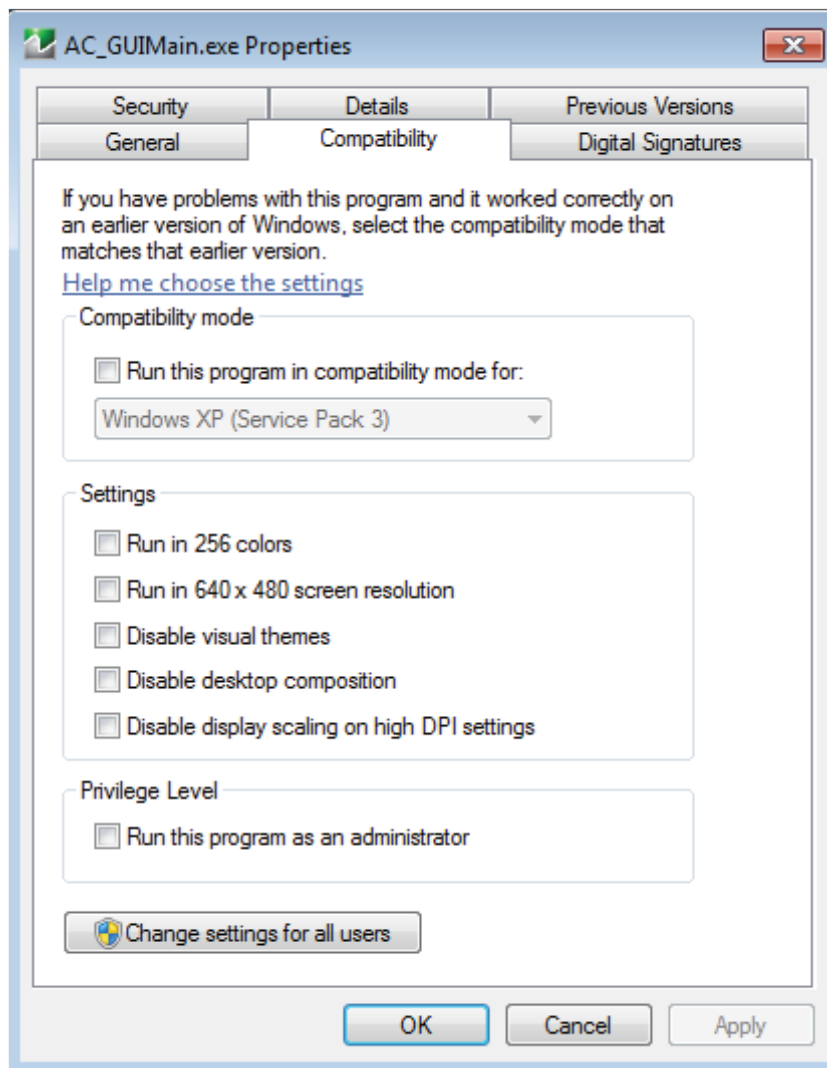 AC_GUIMain.exe Properties
Security Details Previous Versions
General Compatibility Digital Signatures
If you have problems with this program and it worked correctly on
an earlier version of Windows, select the compatibility mode that
matches that earlier version.
Help me choose the settings
Compatibility mode
Run this program in compatibility mode for:
Windows XP (Service Pack 3)
Settings
Run in 256 colors
Run in 640 x 480 screen resolution
Disable visual themes
Disable desktop composition
Disable display scaling on high DPI settings
Privilege Level
Run this program as an administrator
Change settings for all users
OK Cancel Apply